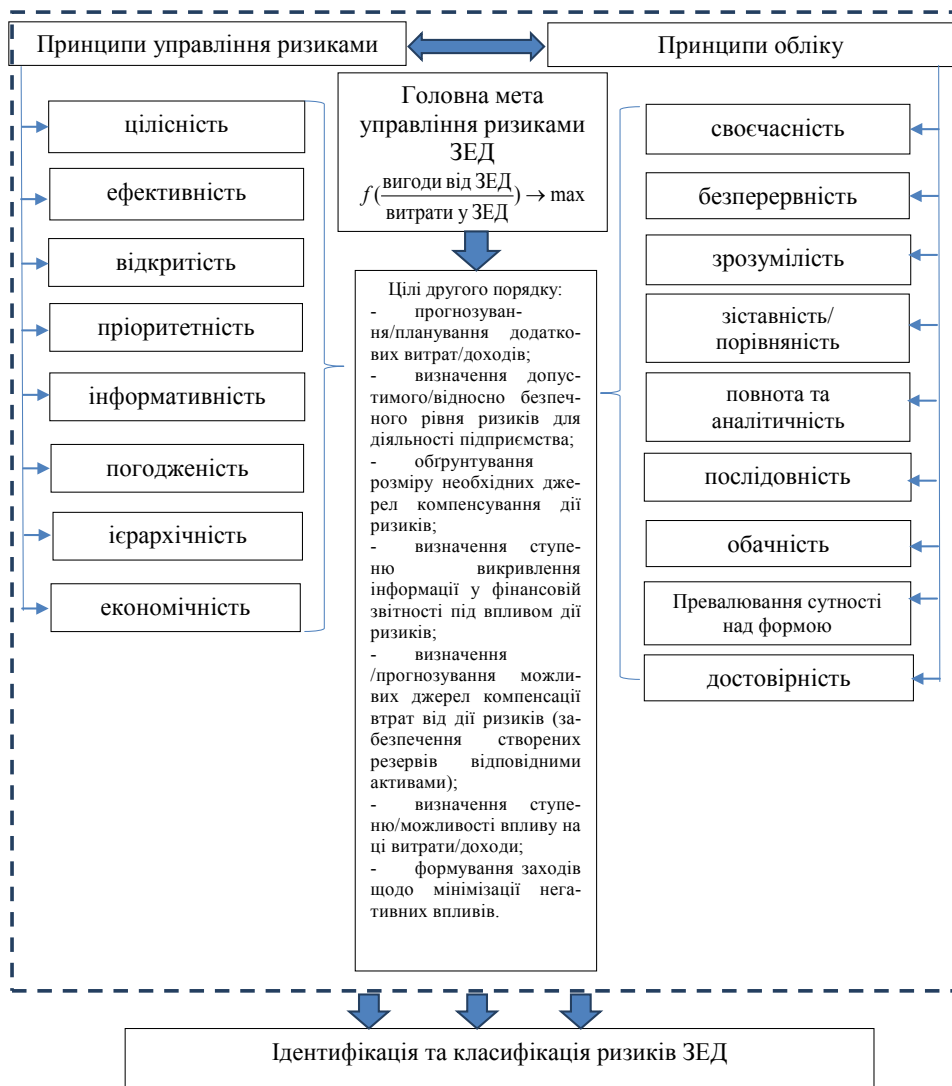 Принципи управління ризиками
Принципи обліку
цілісність
ефективність
відкритість
пріоритетність
інформативність
погодженість
ієрархічність
економічність
Головна мета
управління ризиками
ЗЕД
f(вигоди від ЗЕД/витрати у ЗЕД) → max
Цілі другого порядку:
- прогнозуван-
ня/планування додатко-
вих витрат/доходів;
- визначення допус-
тимого/відносно безпеч-
ного рівня ризиків для
діяльності підприємства;
- обґрунтування
розміру необхідних дже-
рел компенсування дії
ризиків;
- визначення ступе-
ню викривлення
інформації у фінансовій
звітності під впливом дії
ризиків;
- визначення
/прогнозування можли-
вих джерел компенсації
втрат від дії ризиків (за-
безпечення створених
резервів відповідними
активами);
- визначення ступе-
ню/можливості впливу на
ці витрати/доходи;
- формування заходів
щодо мінімізації нега-
тивних впливів.
своєчасність
безперервність
зрозумілість
зіставність/
порівняність
повнота та
аналітичність
послідовність
обачність
Превалювання сутності
над формою
достовірність
Ідентифікація та класифікація ризиків ЗЕД